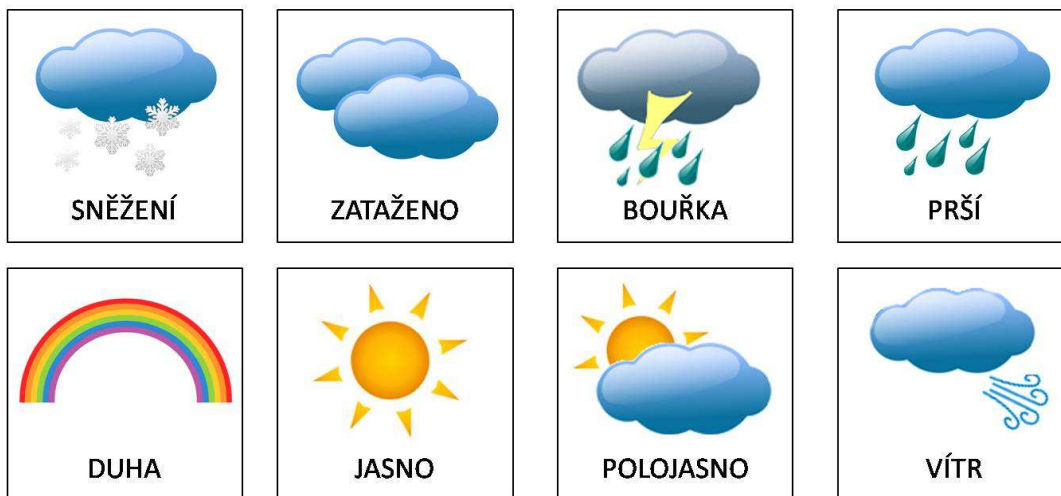 SNĚŽENÍ
ZATAŽENO
BOUŘKA
PRŠÍ
DUHA
JASNO
POLOJASNO
VÍTR